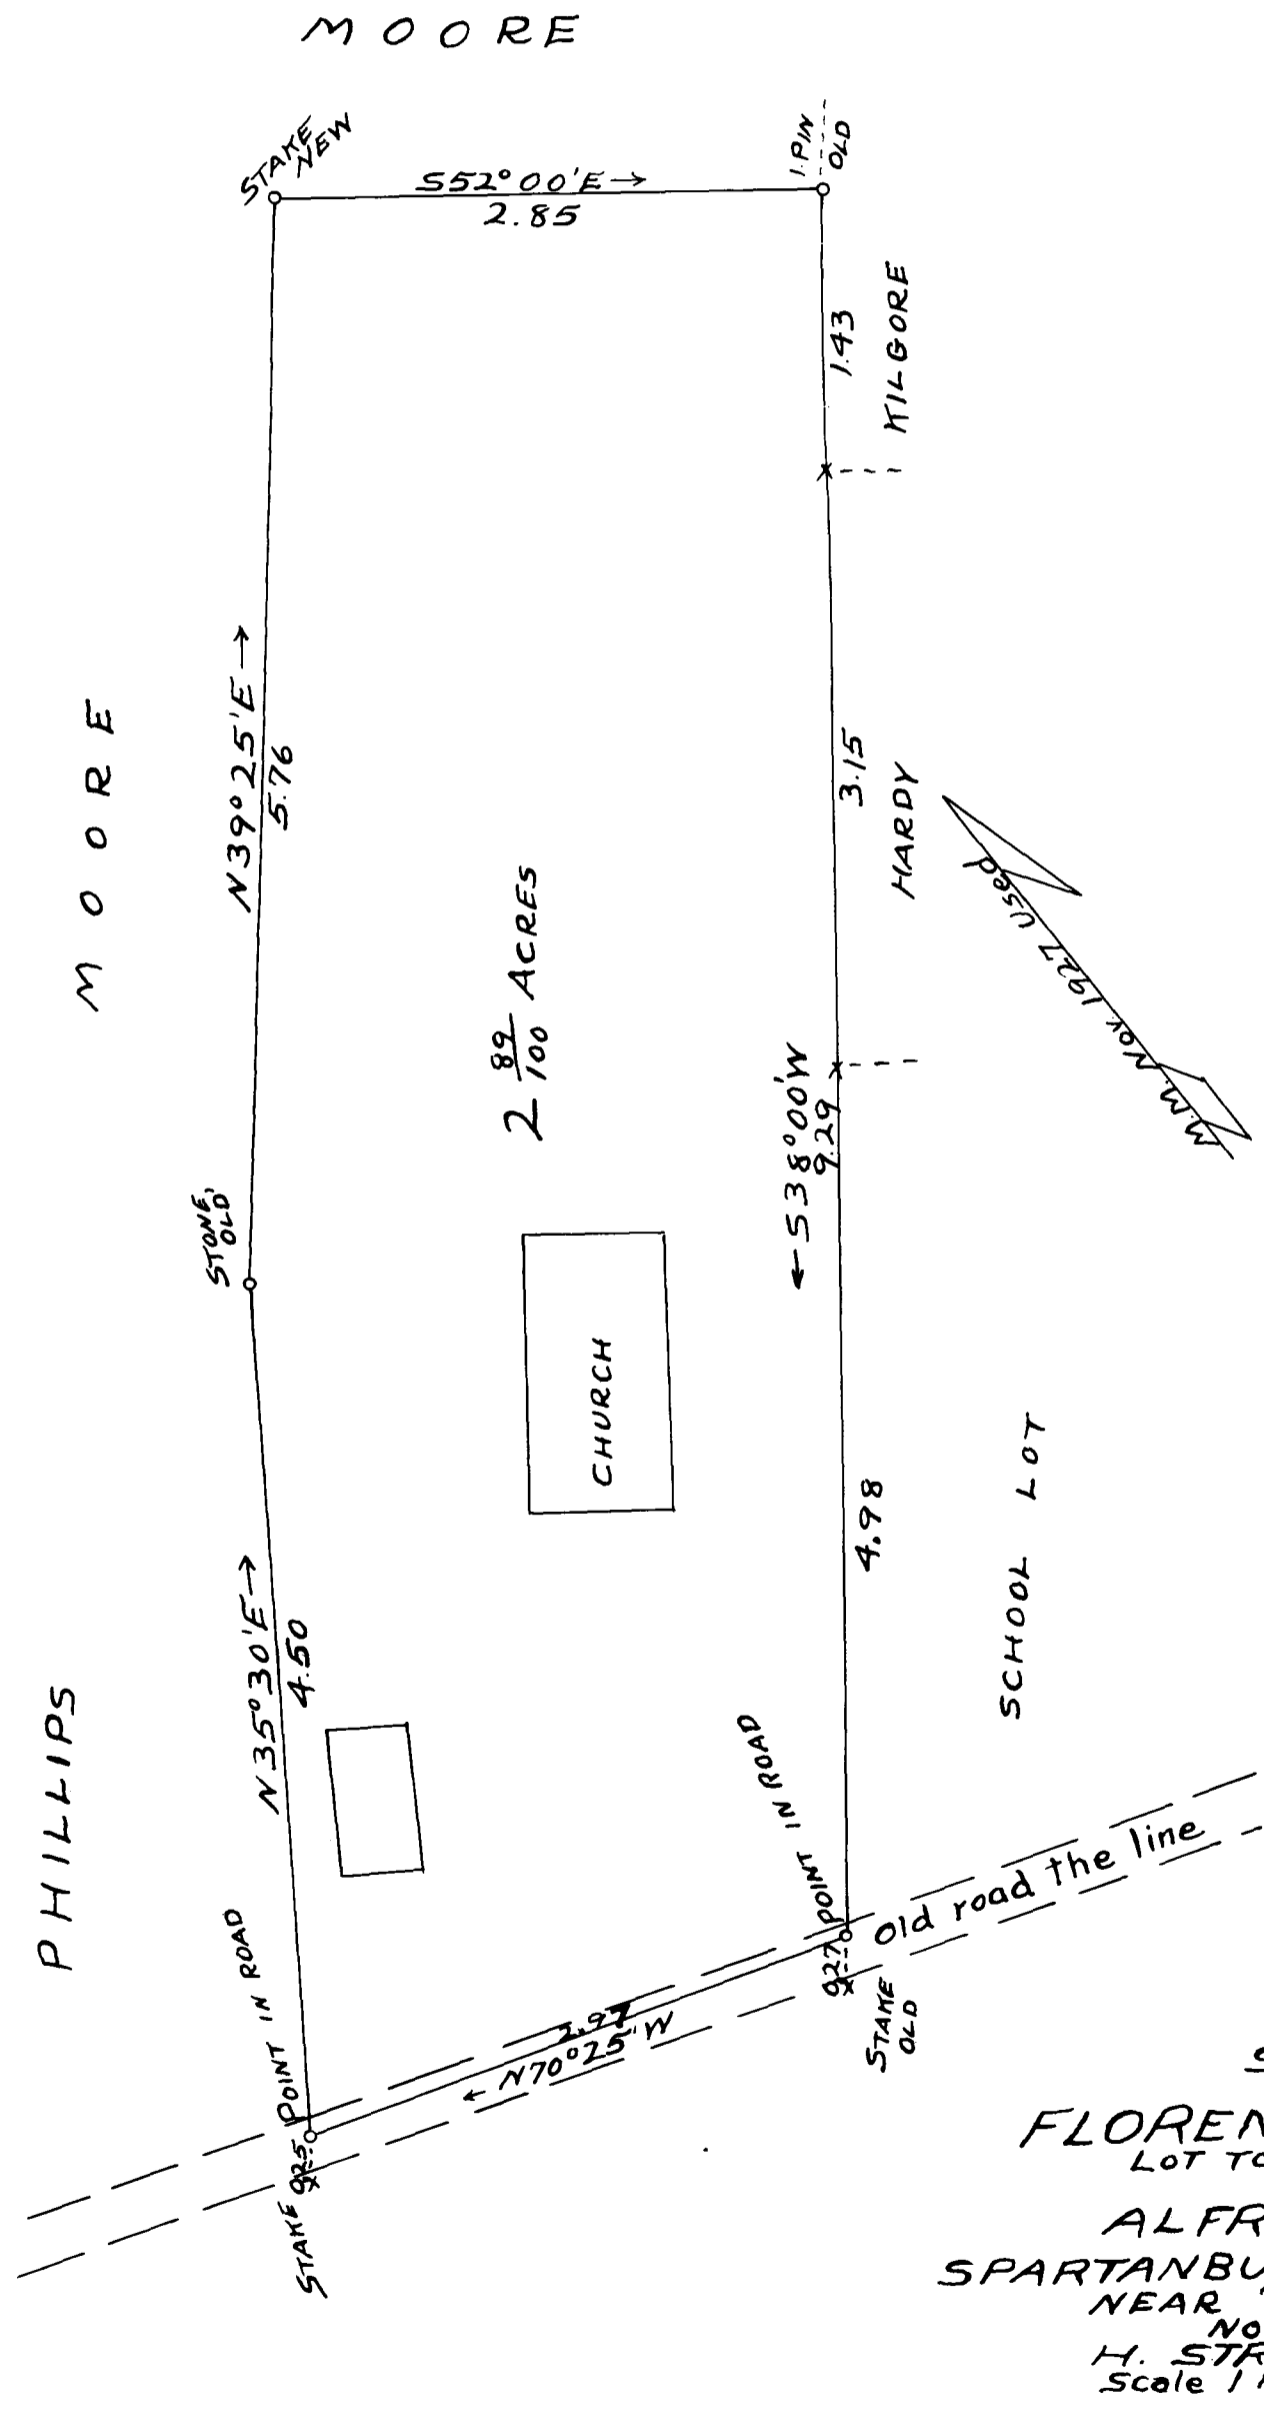 MOORE
STAKE
NEW
I. PIN
OLD
S52°00'E→
2.85
1.43
KILGORE
N39°25'E→
5.76
MOORE
3.15
HARDY
2 89/100 ACRES
M.M. Nov. 1927 Used
←S38°00'W
9.29
STONE,
OLD
CHURCH
4.98
SCHOOL LOT
N35°30'E→
4.50
PHILLIPS
POINT IN ROAD
POINT IN ROAD
Old road the line
2.97
←N70°25'W
STAKE
OLD
STAKE
S
FLOREN
LOT TO
ALFR
SPARTANBU
NEAR
NO
H. STR
Scale 1